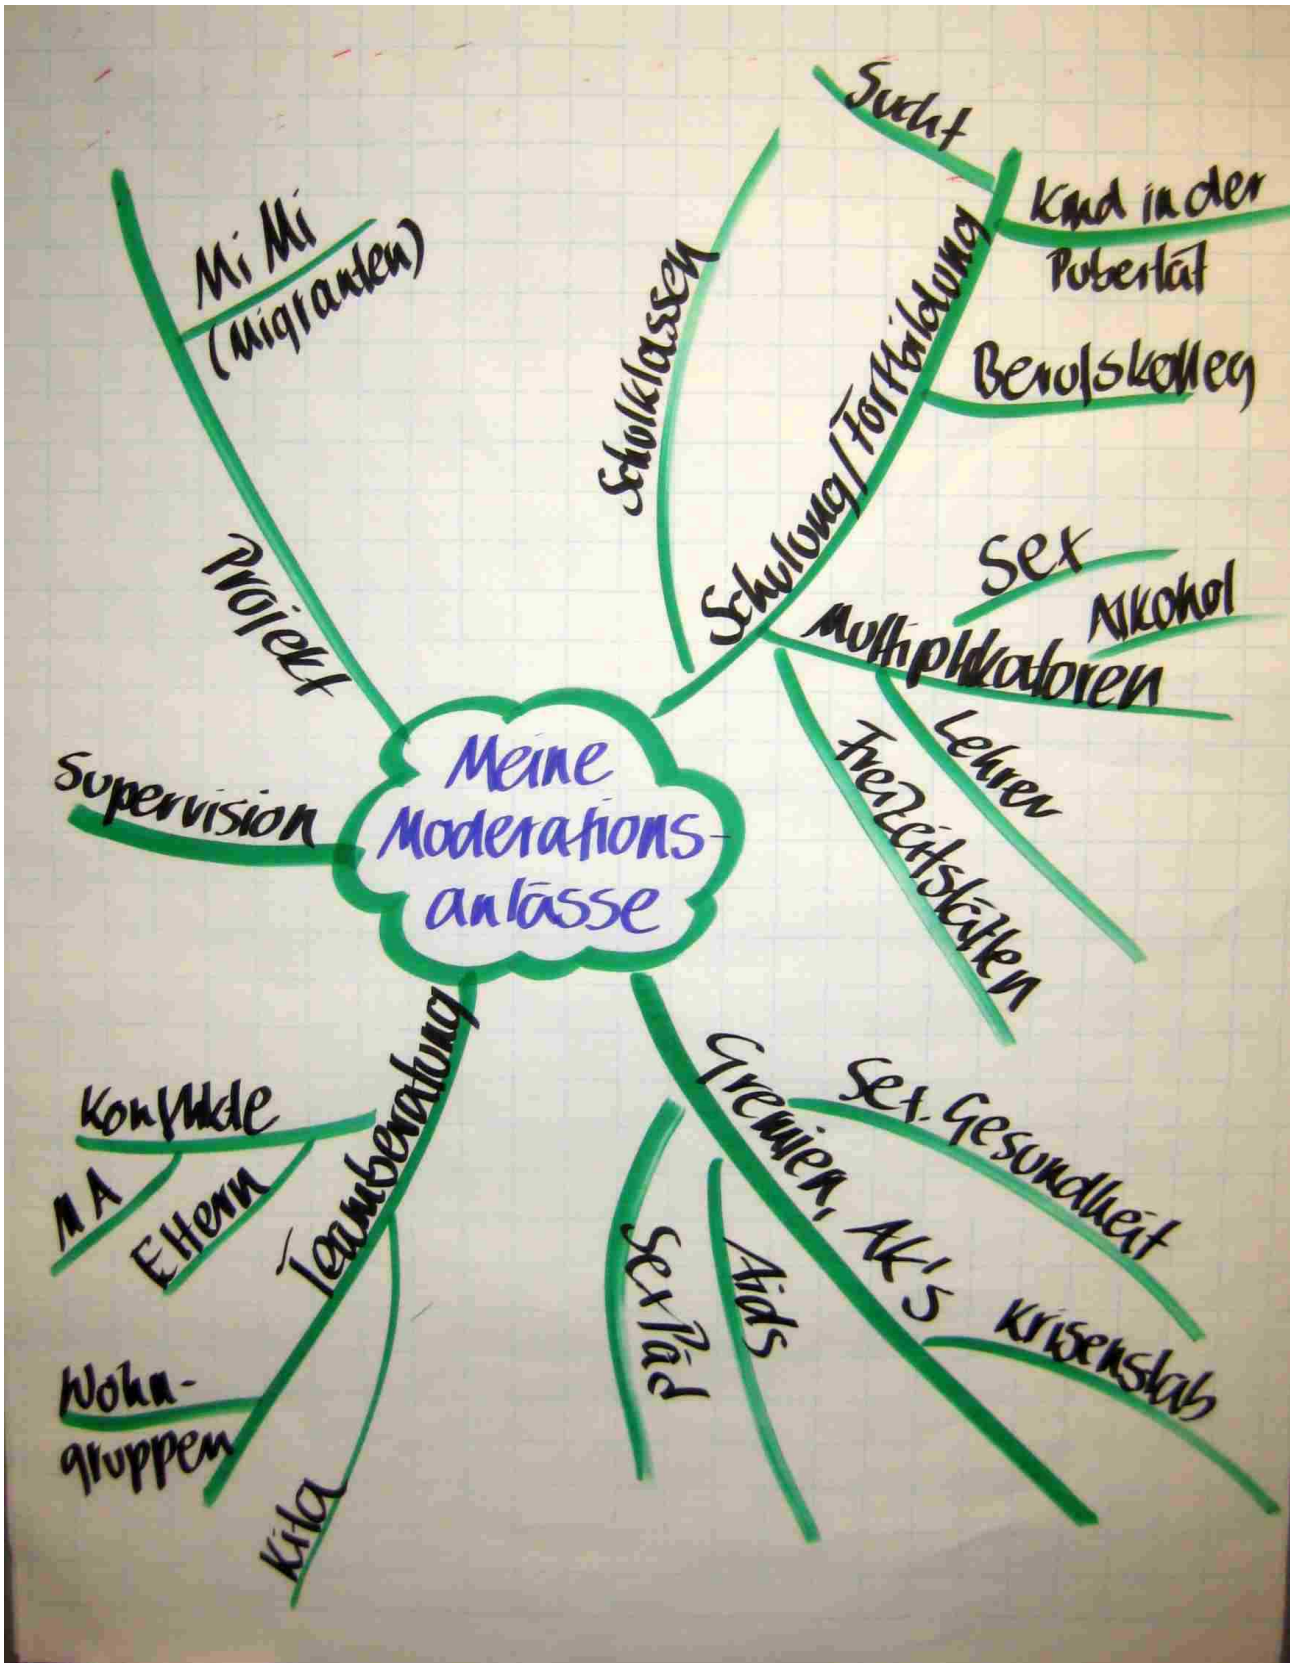 Meine
Moderations-
anlässe
Sucht
Kind in der
Pubertät
Berufskolleg
Schulung/Fortbildung
Schulklassen
Sex
Alkohol
Multiplikatoren
Lehrer
Freizeitstätten
Gremien, AK's
Set. Gesundheit
Krisenstab
Aids
SexPäd
Teamberatung
Konflikte
MA
Eltern
Wohn-
gruppen
Kita
Supervision
Projekt
Mi Mi
(Migranten)